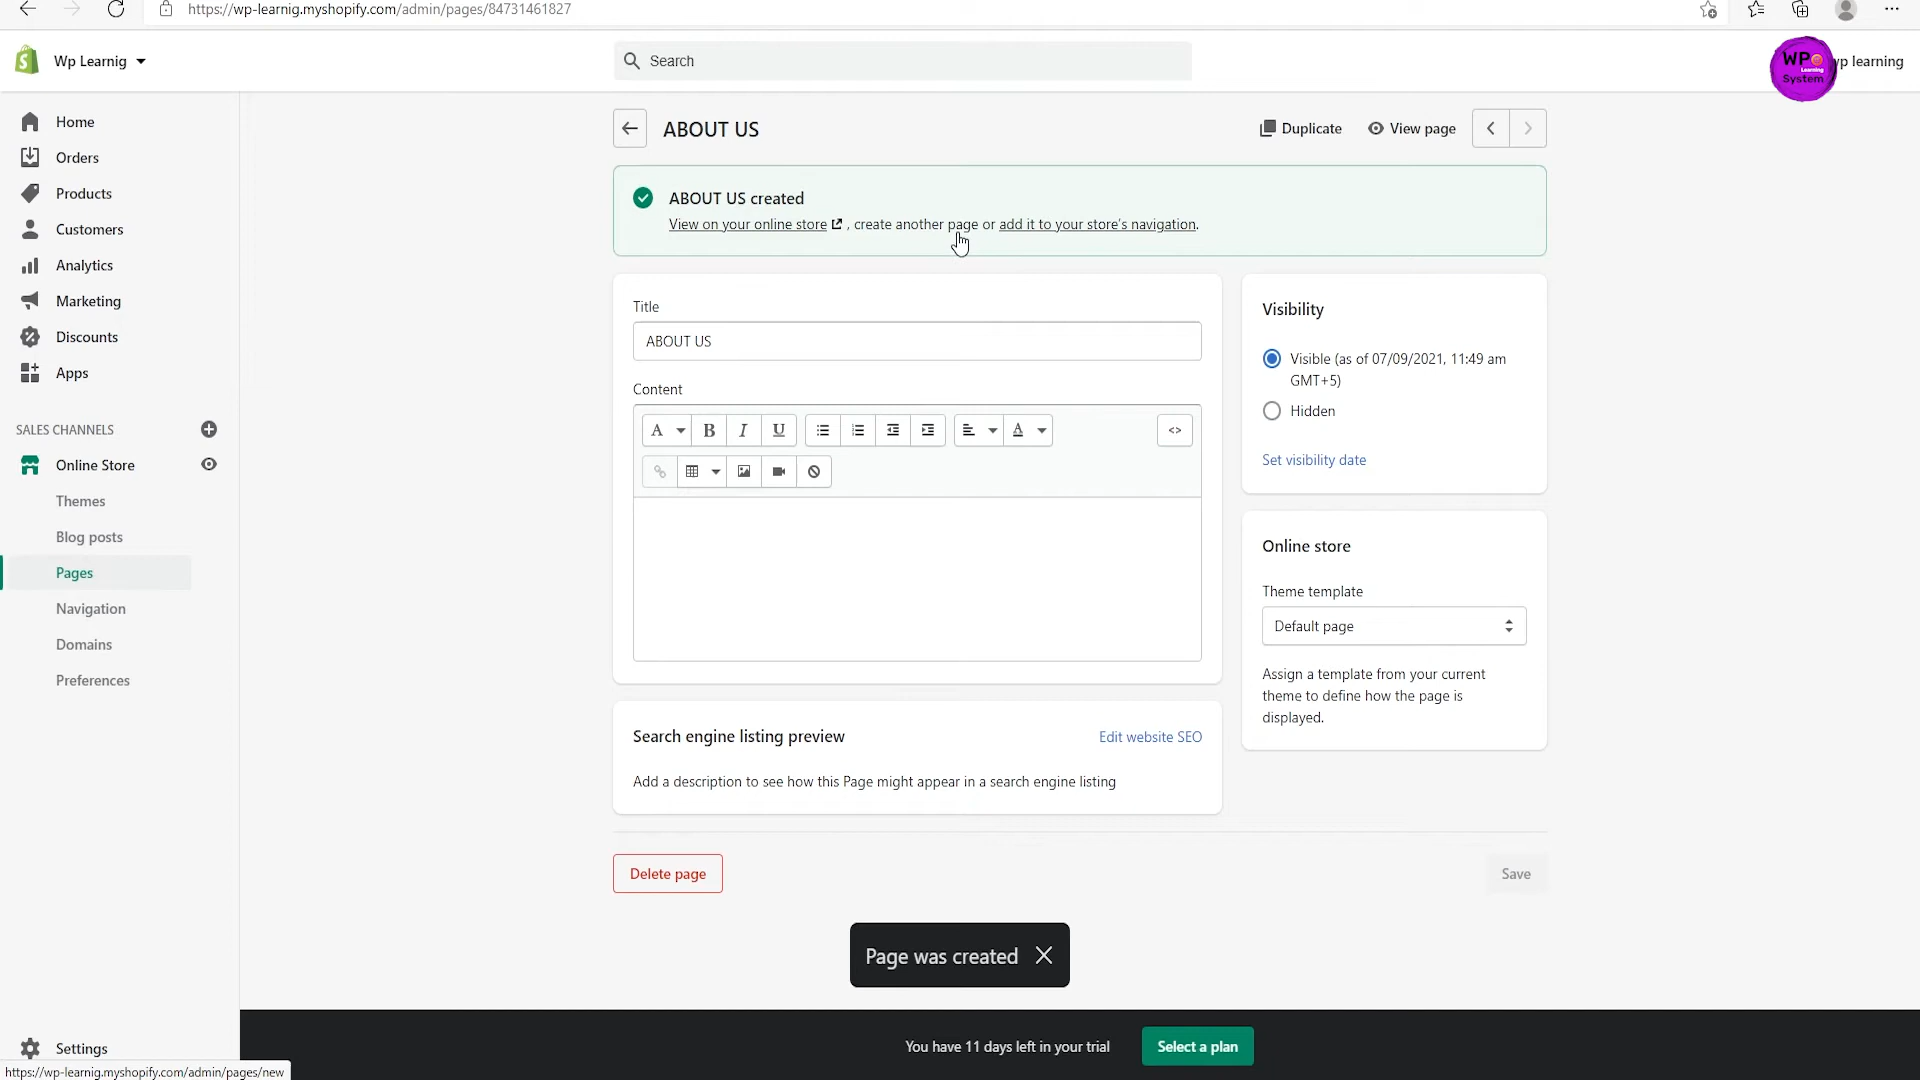 https://wp-learnig.myshopify.com/admin/pages/84731461827
Wp Learnig
Search
WP
Learning
System
wp learning
Home
Orders
Products
Customers
Analytics
Marketing
Discounts
Apps
SALES CHANNELS
Online Store
Themes
Blog posts
Pages
Navigation
Domains
Preferences
Settings
https://wp-learnig.myshopify.com/admin/pages/new
ABOUT US
Duplicate
View page
ABOUT US created
View on your online store , create another page or add it to your store's navigation.
Title
ABOUT US
Content
A
B
I
U
A
<>
Search engine listing preview
Edit website SEO
Add a description to see how this Page might appear in a search engine listing
Visibility
Visible (as of 07/09/2021, 11:49 am
GMT+5)
Hidden
Set visibility date
Online store
Theme template
Default page
Assign a template from your current
theme to define how the page is
displayed.
Delete page
Save
Page was created
You have 11 days left in your trial
Select a plan